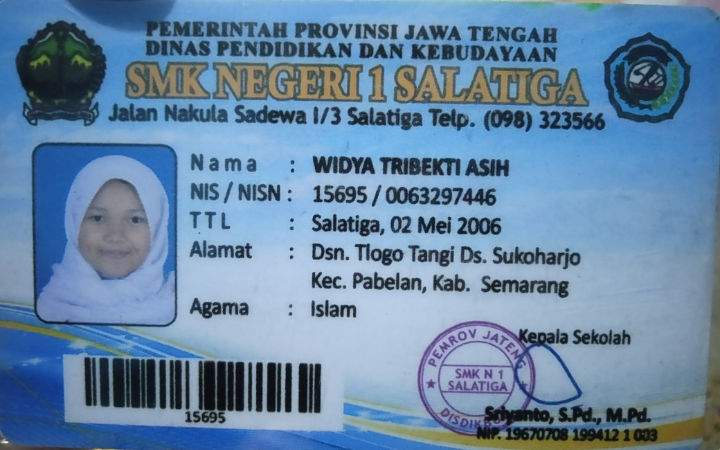 PEMERINTAH PROVINSI JAWA TENGAH
DINAS PENDIDIKAN DAN KEBUDAYAAN
SMK NEGERI 1 SALATIGA
Jalan Nakula Sadewa I/3 Salatiga Telp. (098) 323566
Nama : WIDYA TRIBEKTI ASIH
NIS / NISN : 15695 / 0063297446
TTL : Salatiga, 02 Mei 2006
Alamat : Dsn. Tlogo Tangi Ds. Sukoharjo
Kec. Pabelan, Kab. Semarang
Agama : Islam
Kepala Sekolah
PEMROV JATENG
SMK N 1
SALATIGA
15695
Sriyanto, S.Pd., M.Pd.
NIP. 19670708 199412 1 003